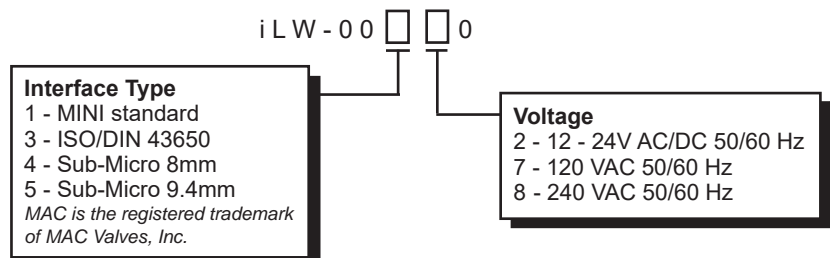 iLW-00 0
Interface Type
1 - MINI standard
3 - ISO/DIN 43650
4 - Sub-Micro 8mm
5 - Sub-Micro 9.4mm
MAC is the registered trademark
of MAC Valves, Inc.
Voltage
2 - 12 - 24V AC/DC 50/60 Hz
7 - 120 VAC 50/60 Hz
8 - 240 VAC 50/60 Hz